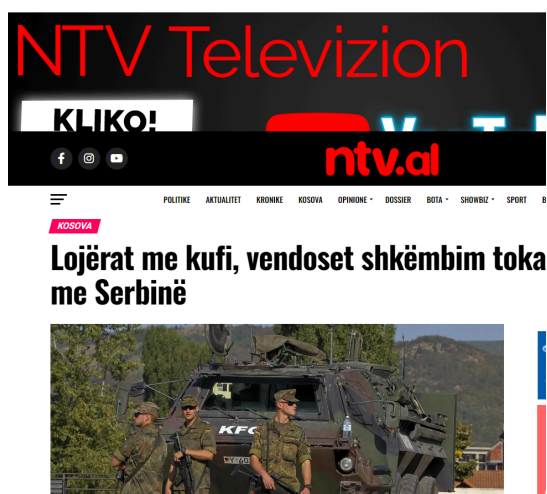 NTV Televizion
KLIKO!
ntv.al
POLITIKE AKTUALITET KRONIKE KOSOVA OPINIONE DOSSIER BOTA SHOWBIZ SPORT
KOSOVA
Lojërat me kufi, vendoset shkëmbim toka
me Serbinë
KFC